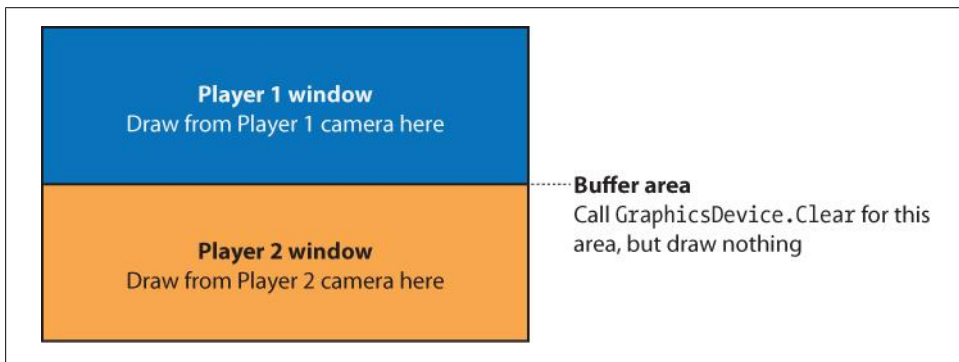 Player 1 window
Draw from Player 1 camera here
Buffer area
Call GraphicsDevice.Clear for this
area, but draw nothing
Player 2 window
Draw from Player 2 camera here